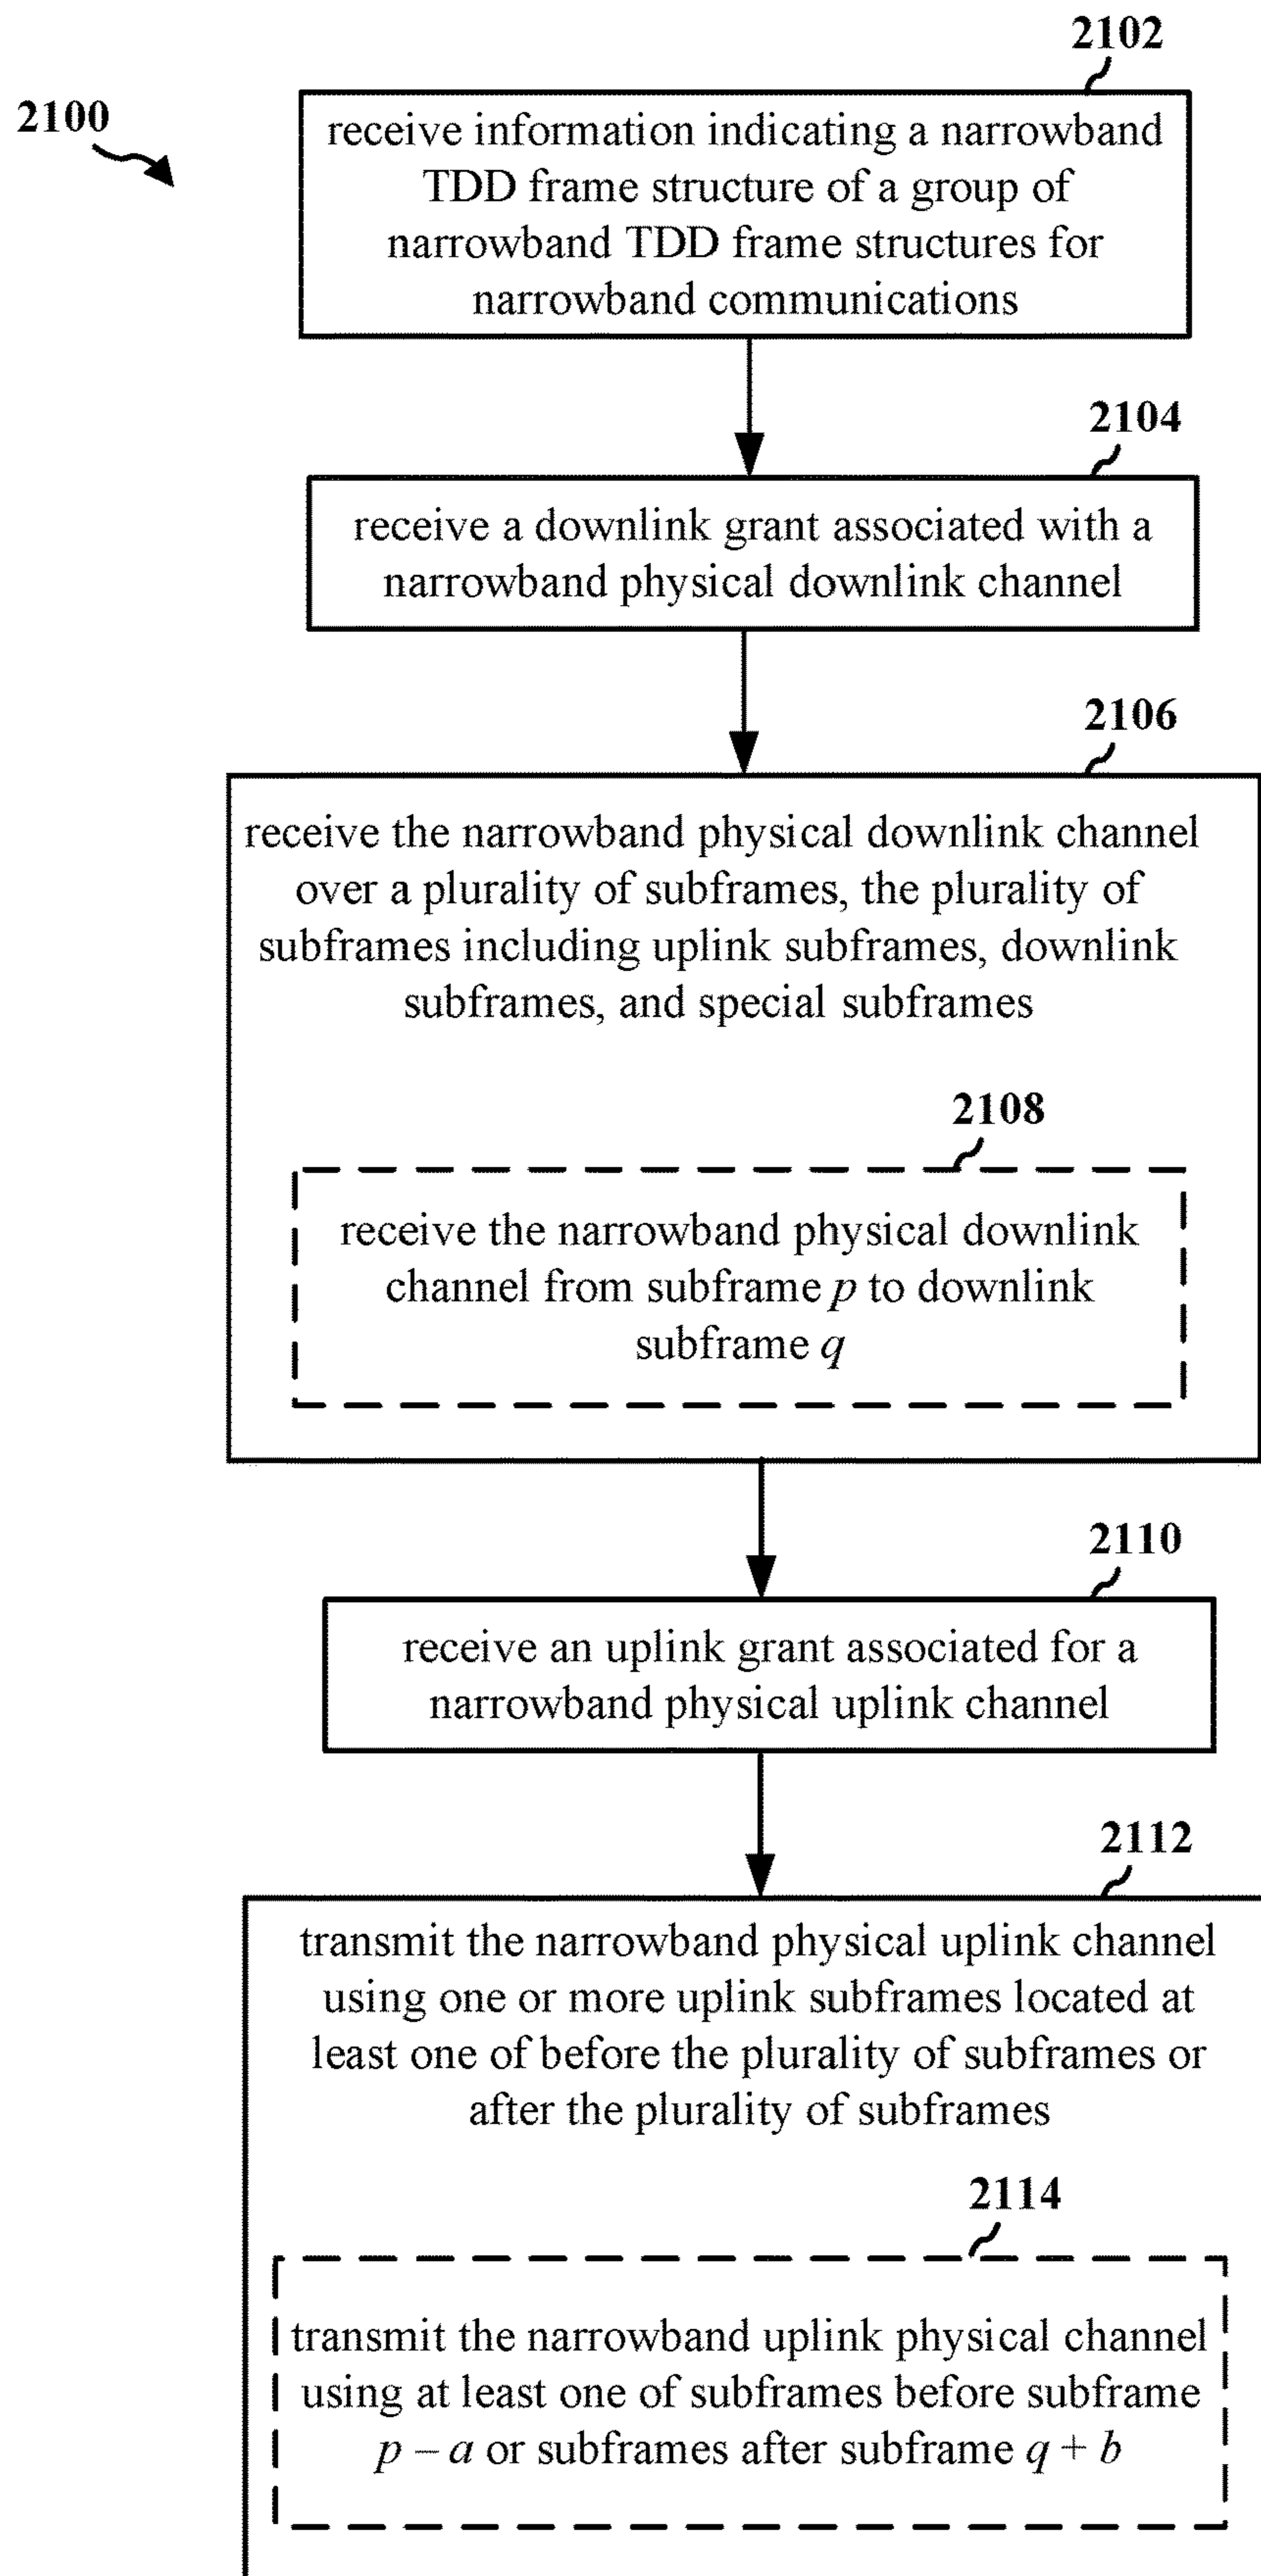 2102
2100
receive information indicating a narrowband
TDD frame structure of a group of
narrowband TDD frame structures for
narrowband communications
2104
receive a downlink grant associated with a
narrowband physical downlink channel
2106
receive the narrowband physical downlink channel
over a plurality of subframes, the plurality of
subframes including uplink subframes, downlink
subframes, and special subframes
2108
receive the narrowband physical downlink
channel from subframe p to downlink
subframe q
2110
receive an uplink grant associated for a
narrowband physical uplink channel
2112
transmit the narrowband physical uplink channel
using one or more uplink subframes located at
least one of before the plurality of subframes or
after the plurality of subframes
2114
transmit the narrowband uplink physical channel
using at least one of subframes before subframe
p – a or subframes after subframe q + b